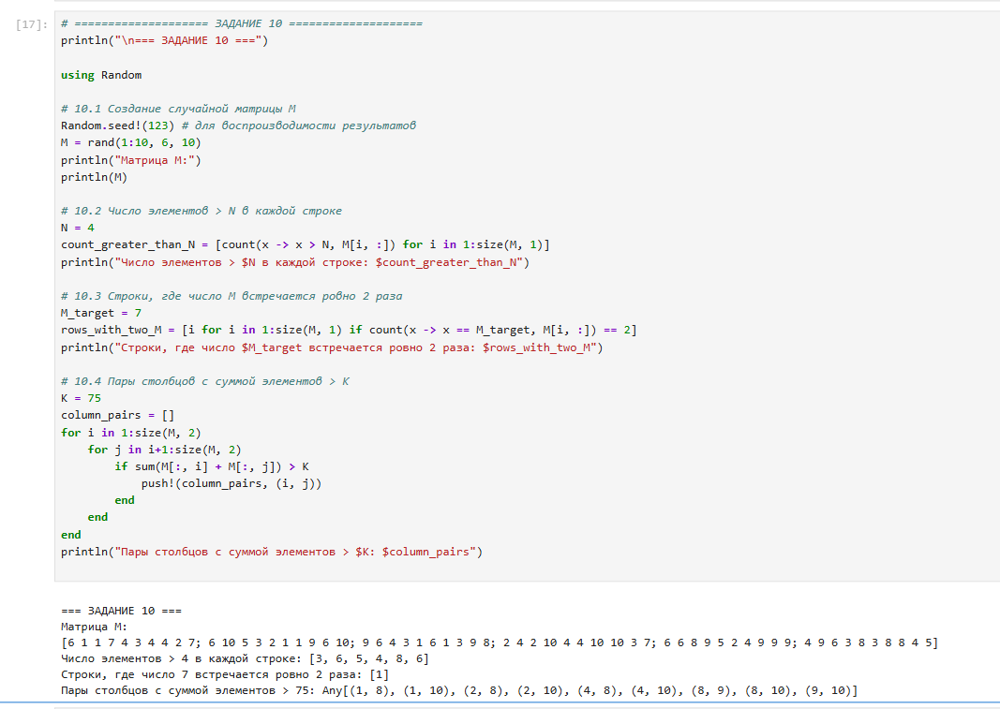 [17]:
# ==================== ЗАДАНИЕ 10 ====================
println("\n=== ЗАДАНИЕ 10 ===")
using Random
# 10.1 Создание случайной матрицы M
Random.seed!(123) # для воспроизводимости результатов
M = rand(1:10, 6, 10)
println("Матрица M:")
println(M)
# 10.2 Число элементов > N в каждой строке
N = 4
count_greater_than_N = [count(x -> x > N, M[i, :]) for i in 1:size(M, 1)]
println("Число элементов > $N в каждой строке: $count_greater_than_N")
# 10.3 Строки, где число M встречается ровно 2 раза
M_target = 7
rows_with_two_M = [i for i in 1:size(M, 1) if count(x -> x == M_target, M[i, :]) == 2]
println("Строки, где число $M_target встречается ровно 2 раза: $rows_with_two_M")
# 10.4 Пары столбцов с суммой элементов > K
K = 75
column_pairs = []
for i in 1:size(M, 2)
    for j in i+1:size(M, 2)
        if sum(M[:, i] + M[:, j]) > K
            push!(column_pairs, (i, j))
        end
    end
end
println("Пары столбцов с суммой элементов > $K: $column_pairs")
=== ЗАДАНИЕ 10 ===
Матрица M:
[6 1 1 7 4 3 4 4 2 7; 6 10 5 3 2 1 1 9 6 10; 9 6 4 3 1 6 1 3 9 8; 2 4 2 10 4 4 10 10 3 7; 6 6 8 9 5 2 4 9 9 9; 4 9 6 3 8 3 8 8 4 5]
Число элементов > 4 в каждой строке: [3, 6, 5, 4, 8, 6]
Строки, где число 7 встречается ровно 2 раза: [1]
Пары столбцов с суммой элементов > 75: Any[(1, 8), (1, 10), (2, 8), (2, 10), (4, 8), (4, 10), (8, 9), (8, 10), (9, 10)]